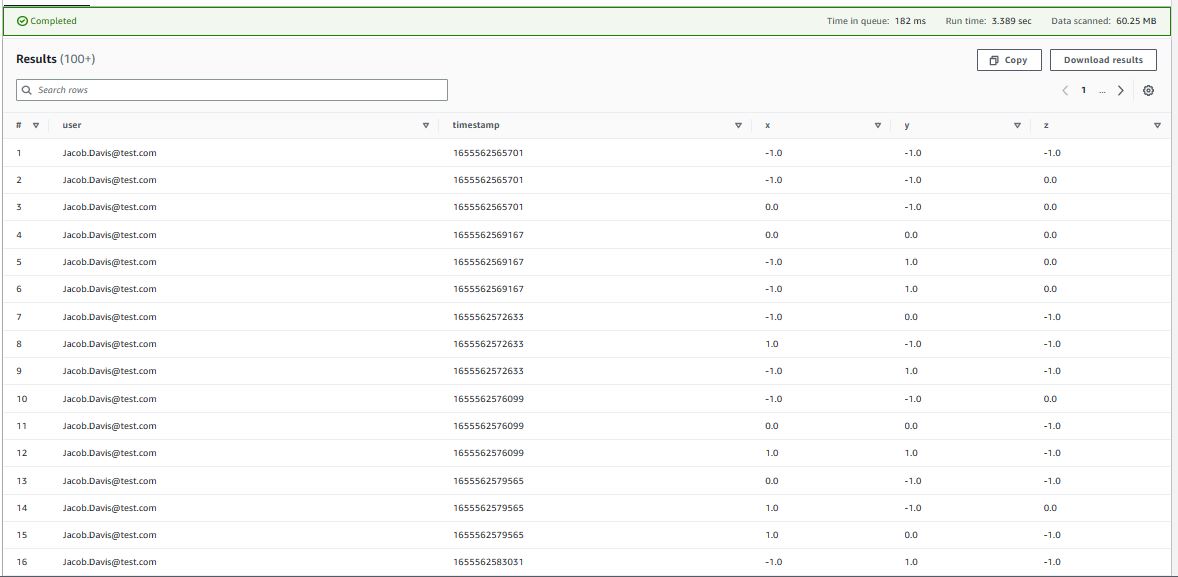 Completed Time in queue: 182 ms Run time: 3.389 sec Data scanned: 60.25 MB
Results (100+) Copy Download results
Search rows 1 ...
# user timestamp x y z
1 Jacob.Davis@test.com 1655562565701 -1.0 -1.0 -1.0
2 Jacob.Davis@test.com 1655562565701 -1.0 -1.0 0.0
3 Jacob.Davis@test.com 1655562565701 0.0 -1.0 0.0
4 Jacob.Davis@test.com 1655562569167 0.0 0.0 0.0
5 Jacob.Davis@test.com 1655562569167 -1.0 1.0 0.0
6 Jacob.Davis@test.com 1655562569167 -1.0 1.0 0.0
7 Jacob.Davis@test.com 1655562572633 -1.0 0.0 -1.0
8 Jacob.Davis@test.com 1655562572633 1.0 -1.0 -1.0
9 Jacob.Davis@test.com 1655562572633 -1.0 1.0 -1.0
10 Jacob.Davis@test.com 1655562576099 -1.0 -1.0 0.0
11 Jacob.Davis@test.com 1655562576099 0.0 0.0 -1.0
12 Jacob.Davis@test.com 1655562576099 1.0 1.0 -1.0
13 Jacob.Davis@test.com 1655562579565 0.0 -1.0 -1.0
14 Jacob.Davis@test.com 1655562579565 1.0 -1.0 0.0
15 Jacob.Davis@test.com 1655562579565 1.0 0.0 -1.0
16 Jacob.Davis@test.com 1655562583031 -1.0 1.0 -1.0